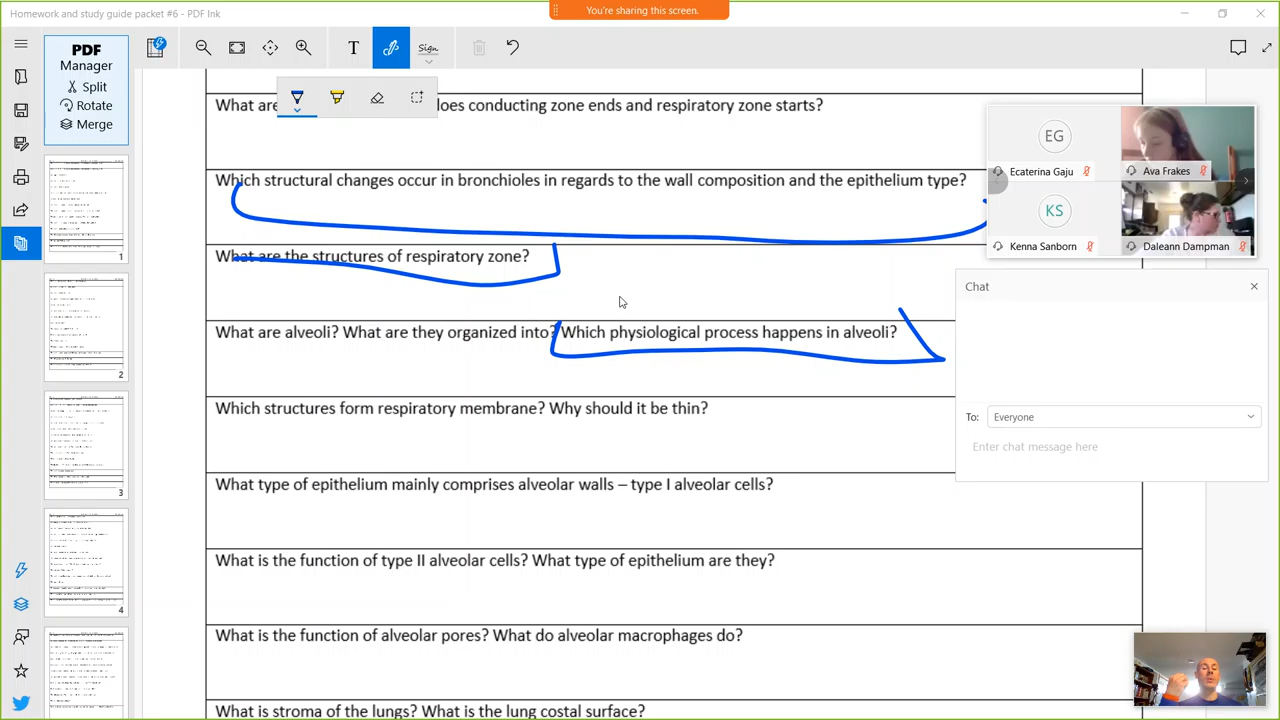 Homework and study guide packet #6 - PDF Ink
You're sharing this screen.
PDF
Manager
Split
Rotate
Merge
T
Sign
What are
does conducting zone ends and respiratory zone starts?
Which structural changes occur in bronchioles in regards to the wall composition and the epithelium type?
What are the structures of respiratory zone?
What are alveoli? What are they organized into? Which physiological process happens in alveoli?
Which structures form respiratory membrane? Why should it be thin?
What type of epithelium mainly comprises alveolar walls – type I alveolar cells?
What is the function of type II alveolar cells? What type of epithelium are they?
What is the function of alveolar pores? What do alveolar macrophages do?
What is stroma of the lungs? What is the lung costal surface?
1
2
3
4
EG
Ecaterina Gaju
Ava Frakes
KS
Kenna Sanborn
Daleann Dampman
Chat
To:
Everyone
Enter chat message here